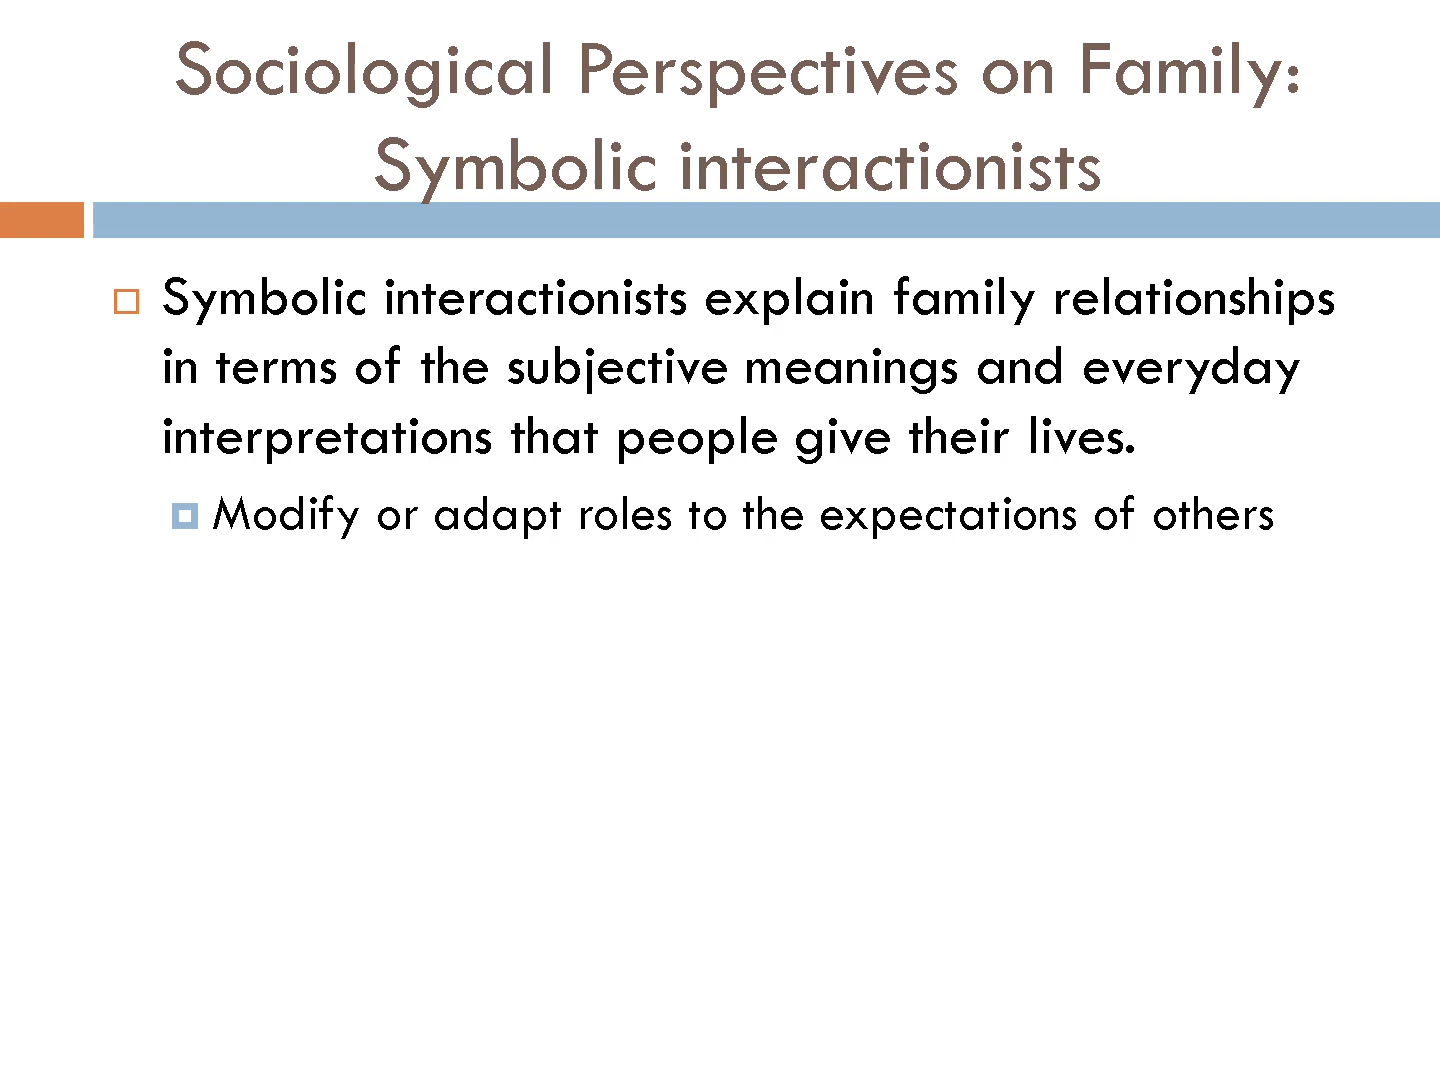 Sociological Perspectives on Family:
Symbolic interactionists
Symbolic interactionists explain family relationships
in terms of the subjective meanings and everyday
interpretations that people give their lives.
Modify or adapt roles to the expectations of others